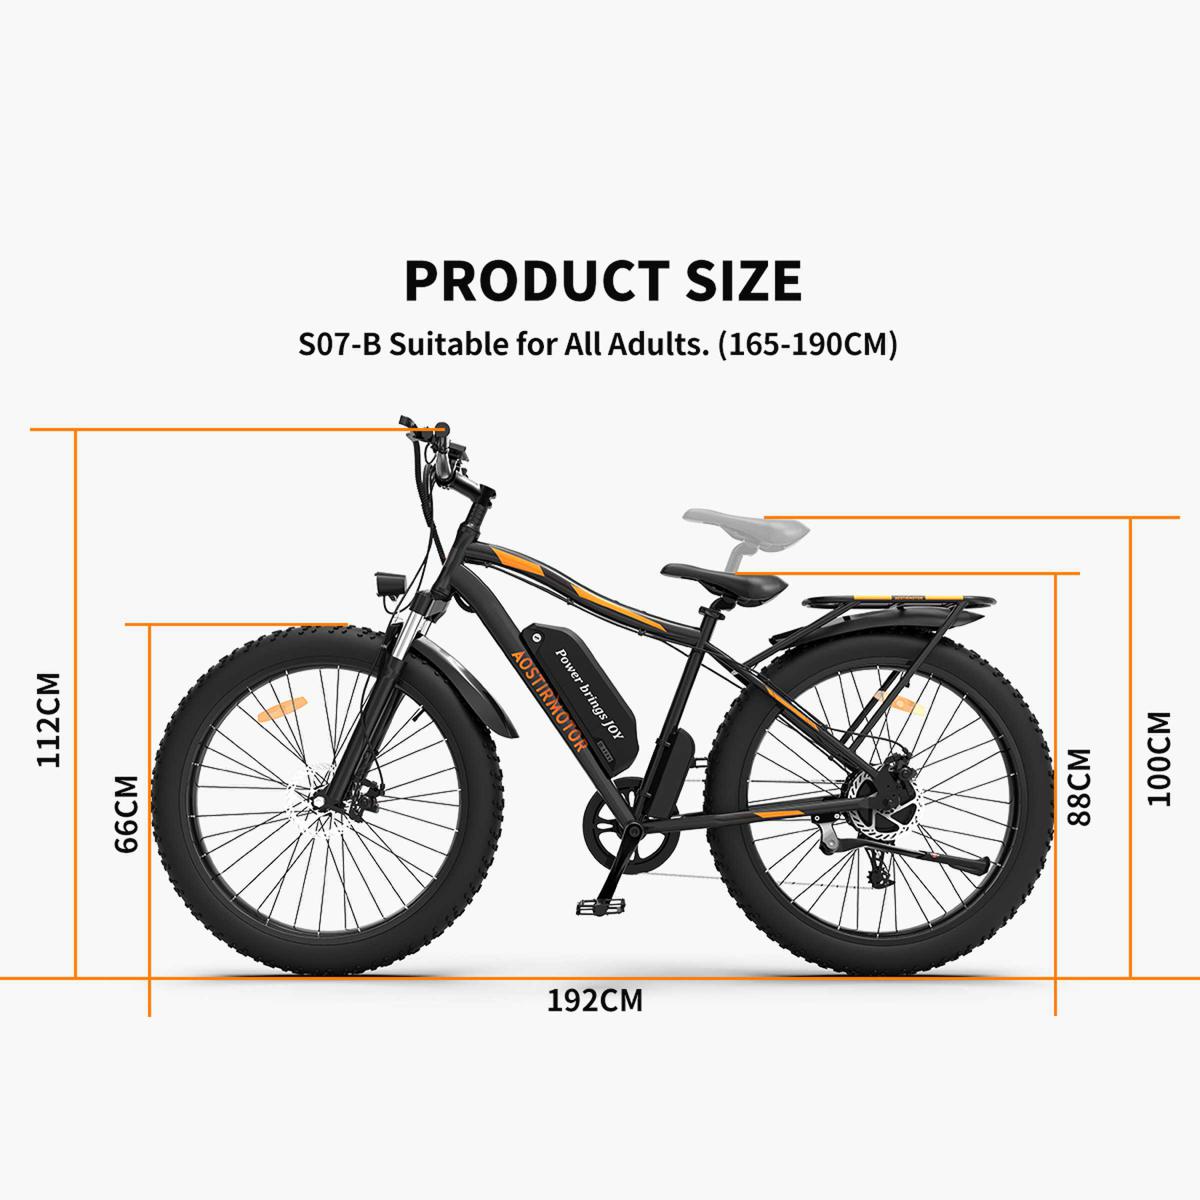 PRODUCT SIZE
S07-B Suitable for All Adults. (165-190CM)
112CM
66CM
Power brings JOY
AOSTIRMOTOR
88CM
100CM
192CM